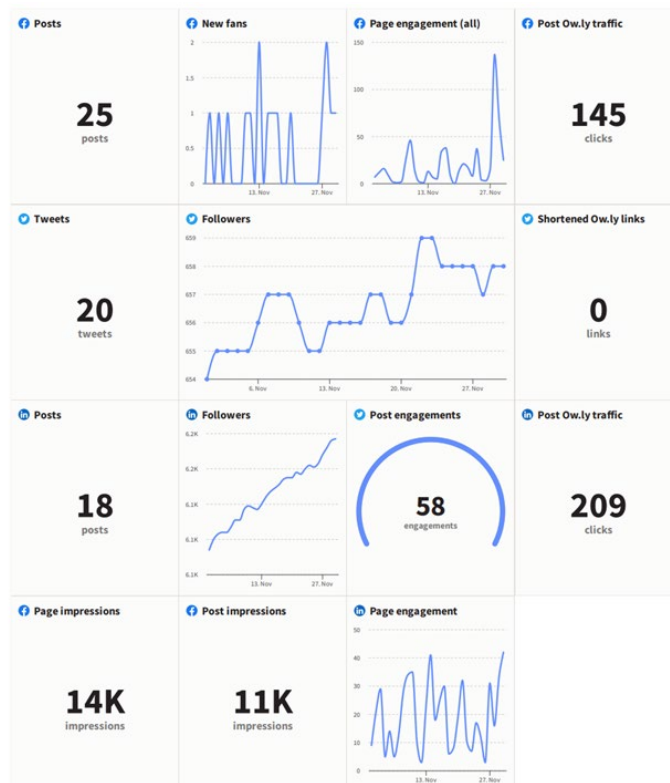 Posts
25
posts
New fans
2
1.5
1
0.5
0
13. Nov
27. Nov
Page engagement (all)
150
100
50
0
13. Nov
27. Nov
Post Ow.ly traffic
145
clicks
Tweets
20
tweets
Followers
659
658
657
656
655
654
6. Nov
13. Nov
20. Nov
27. Nov
Shortened Ow.ly links
0
links
Posts
18
posts
Followers
6.2K
6.2K
6.1K
6.1K
6.1K
13. Nov
27. Nov
Post engagements
58
engagements
Post Ow.ly traffic
209
clicks
Page impressions
14K
impressions
Post impressions
11K
impressions
Page engagement
50
40
30
20
10
0
13. Nov
27. Nov